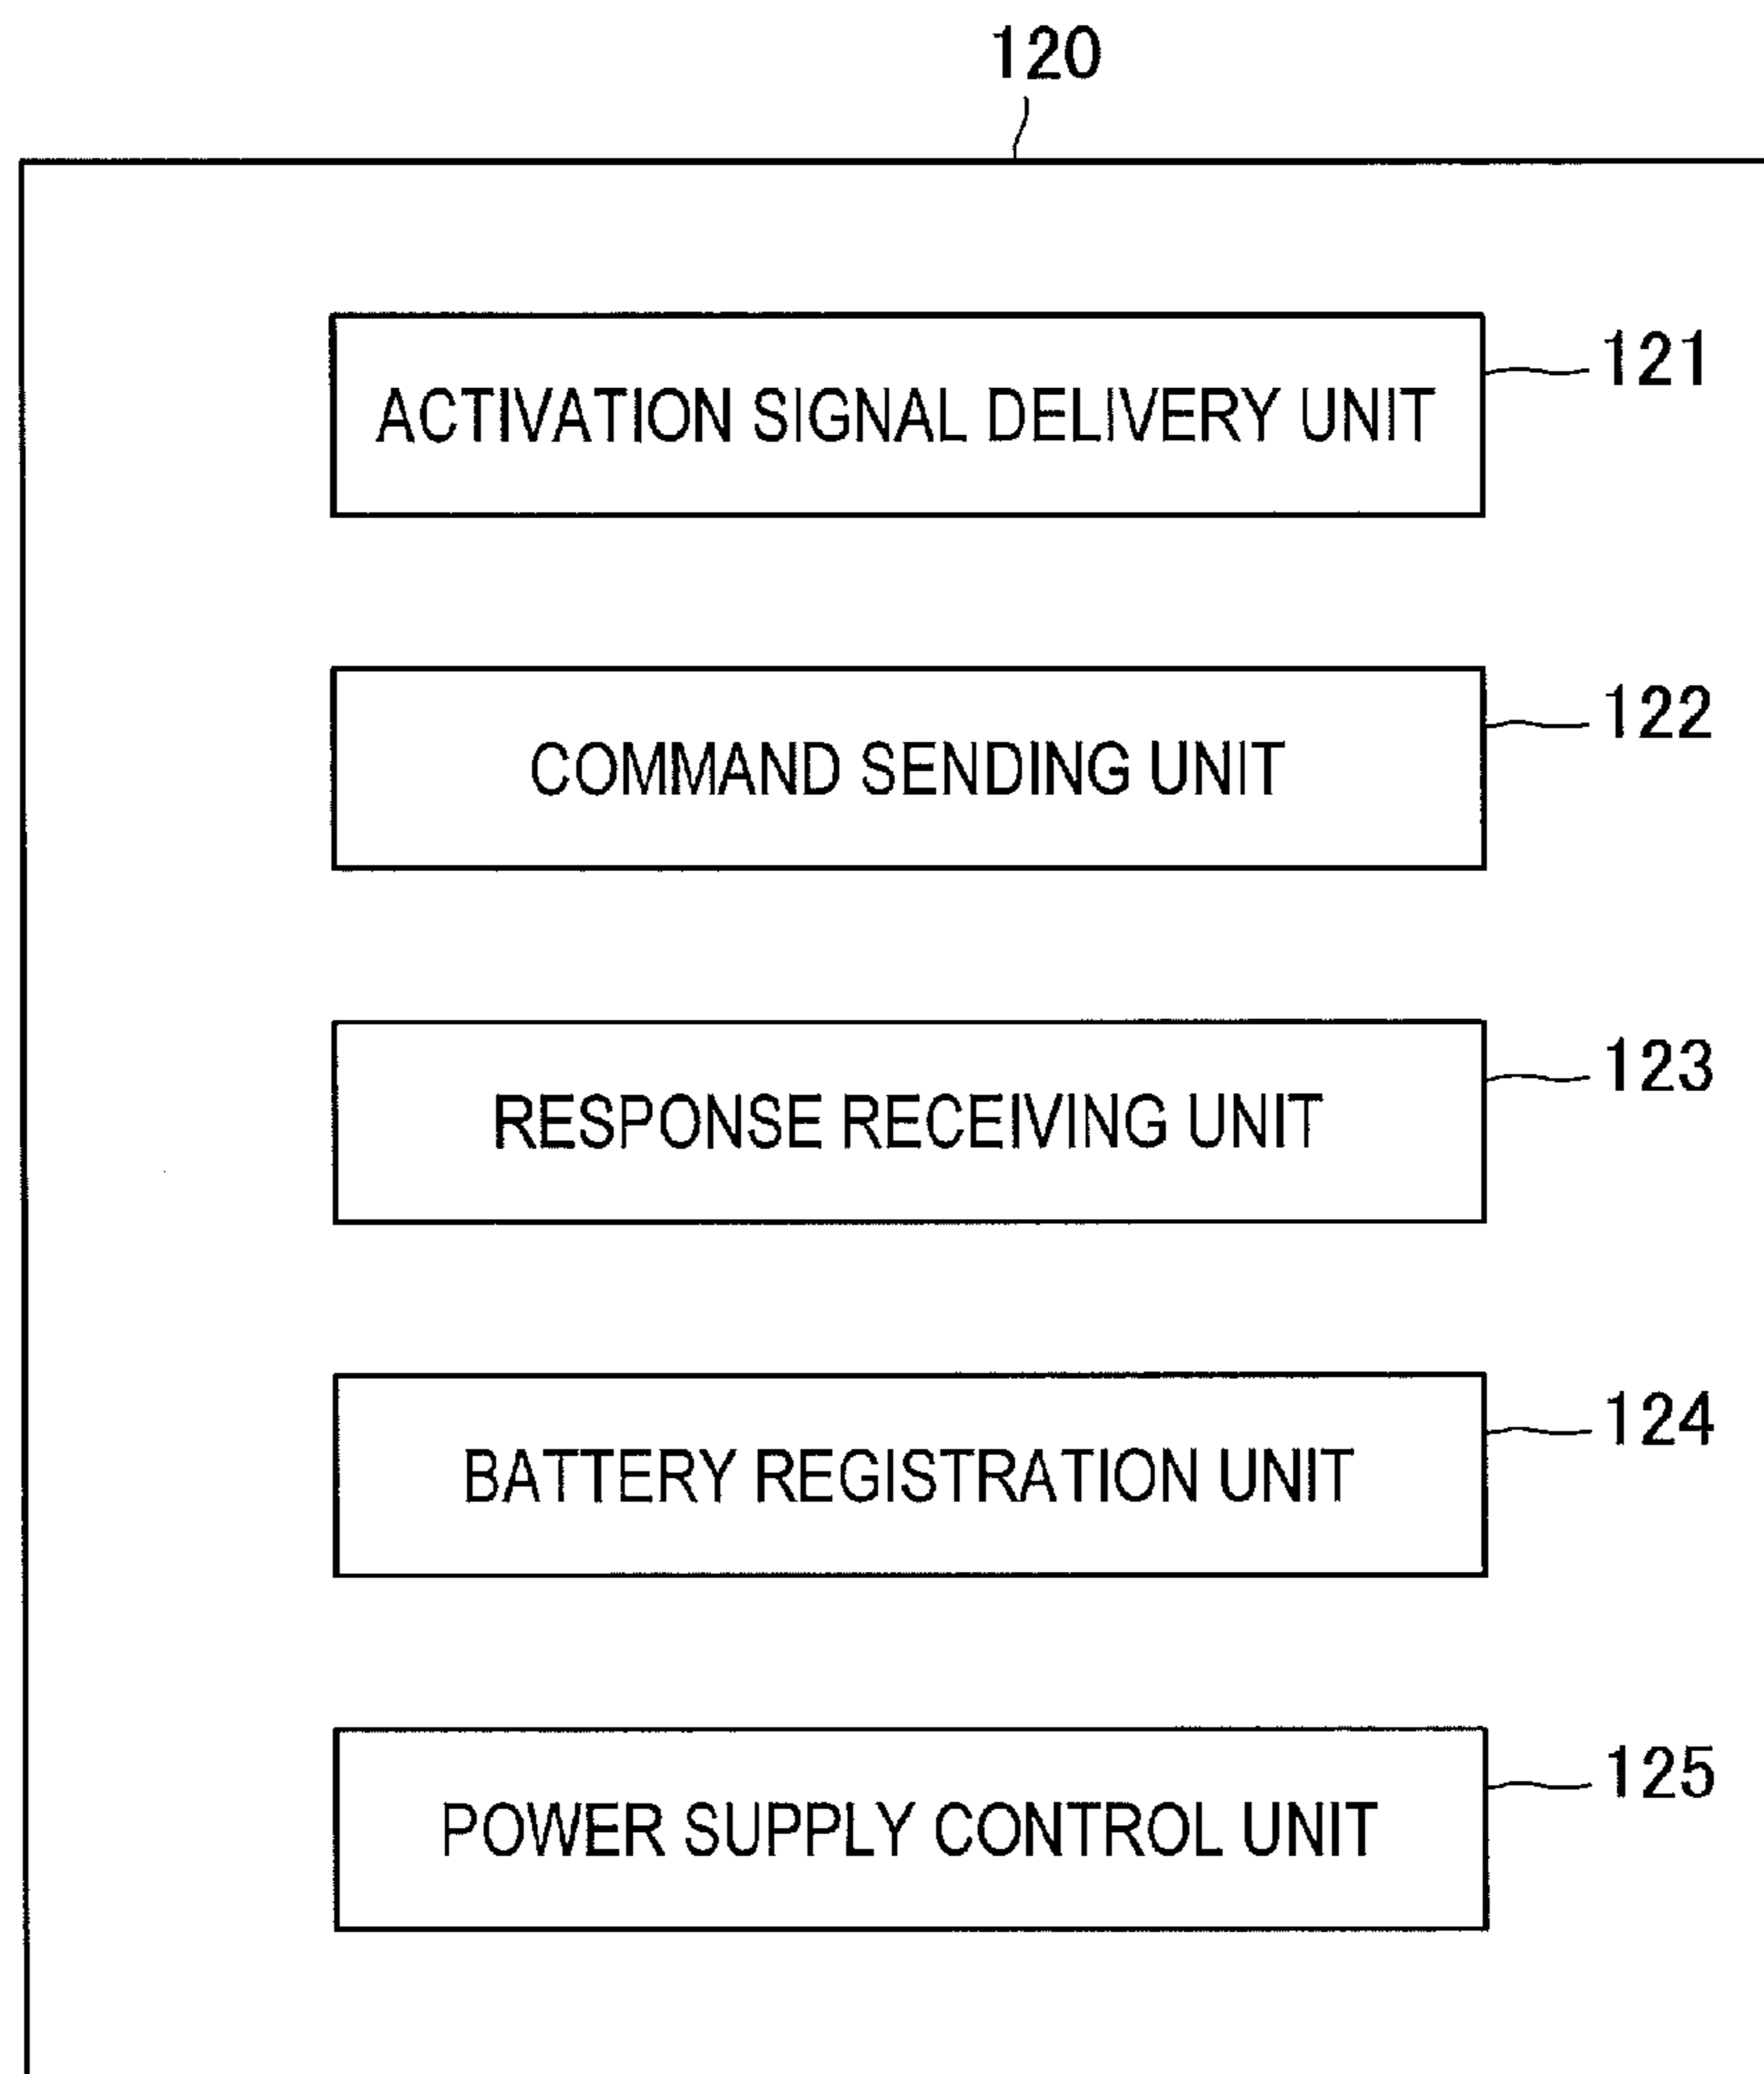 120
ACTIVATION SIGNAL DELIVERY UNIT
121
COMMAND SENDING UNIT
122
RESPONSE RECEIVING UNIT
123
BATTERY REGISTRATION UNIT
124
POWER SUPPLY CONTROL UNIT
125